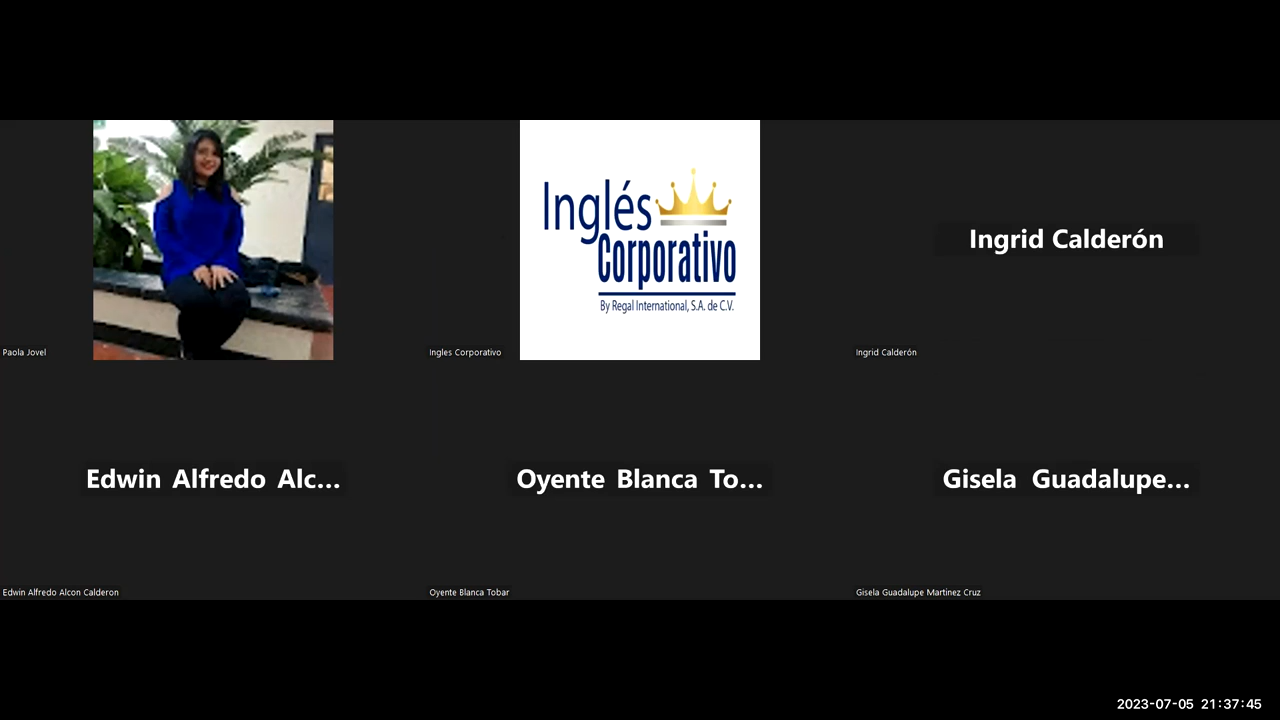 Inglés
Corporativo
By Regal International, S.A. de C.V.
Ingrid Calderón
Paola Jovel
Ingles Corporativo
Ingrid Calderón
Edwin Alfredo Alc...
Oyente Blanca To...
Gisela Guadalupe...
Edwin Alfredo Alcon Calderon
Oyente Blanca Tobar
Gisela Guadalupe Martinez Cruz
2023-07-05 21:37:45